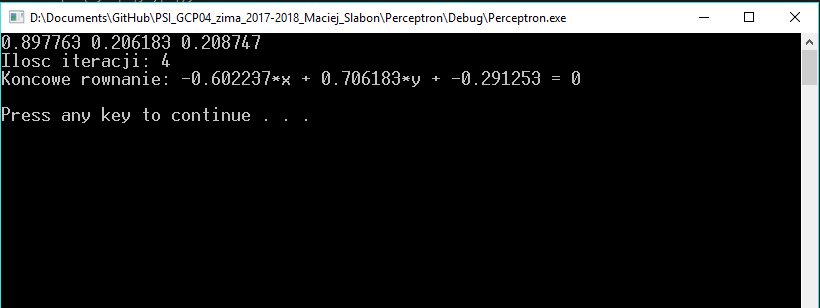 D:\Documents\GitHub\PSI_GCP04_zima_2017-2018_Maciej_Slabon\Perceptron\Debug\Perceptron.exe
0.897763 0.206183 0.208747
Ilosc iteracji: 4
Koncowe rownanie: -0.602237*x + 0.706183*y + -0.291253 = 0
Press any key to continue . . .